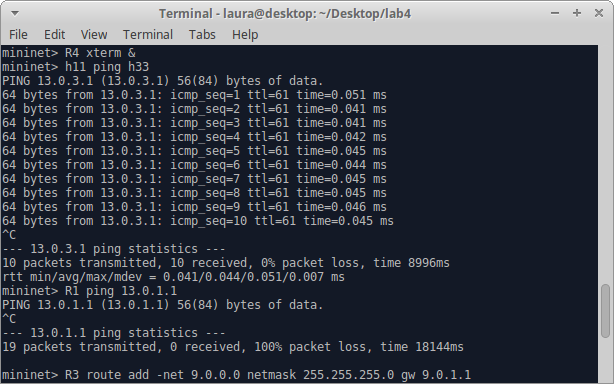 Terminal - laura@desktop: ~/Desktop/lab4
File Edit View Terminal Tabs Help
mininet> R4 xterm &
mininet> h11 ping h33
PING 13.0.3.1 (13.0.3.1) 56(84) bytes of data.
64 bytes from 13.0.3.1: icmp_seq=1 ttl=61 time=0.051 ms
64 bytes from 13.0.3.1: icmp_seq=2 ttl=61 time=0.041 ms
64 bytes from 13.0.3.1: icmp_seq=3 ttl=61 time=0.041 ms
64 bytes from 13.0.3.1: icmp_seq=4 ttl=61 time=0.042 ms
64 bytes from 13.0.3.1: icmp_seq=5 ttl=61 time=0.045 ms
64 bytes from 13.0.3.1: icmp_seq=6 ttl=61 time=0.044 ms
64 bytes from 13.0.3.1: icmp_seq=7 ttl=61 time=0.045 ms
64 bytes from 13.0.3.1: icmp_seq=8 ttl=61 time=0.045 ms
64 bytes from 13.0.3.1: icmp_seq=9 ttl=61 time=0.046 ms
64 bytes from 13.0.3.1: icmp_seq=10 ttl=61 time=0.045 ms
^C
--- 13.0.3.1 ping statistics ---
10 packets transmitted, 10 received, 0% packet loss, time 8996ms
rtt min/avg/max/mdev = 0.041/0.044/0.051/0.007 ms
mininet> R1 ping 13.0.1.1
PING 13.0.1.1 (13.0.1.1) 56(84) bytes of data.
^C
--- 13.0.1.1 ping statistics ---
19 packets transmitted, 0 received, 100% packet loss, time 18144ms
mininet> R3 route add -net 9.0.0.0 netmask 255.255.255.0 gw 9.0.1.1